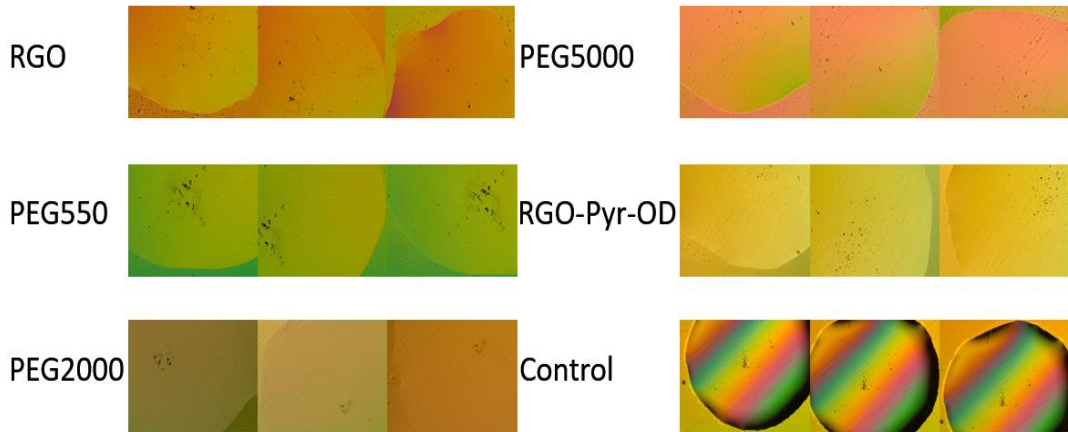 RGO
PEG5000
PEG550
RGO-Pyr-OD
PEG2000
Control